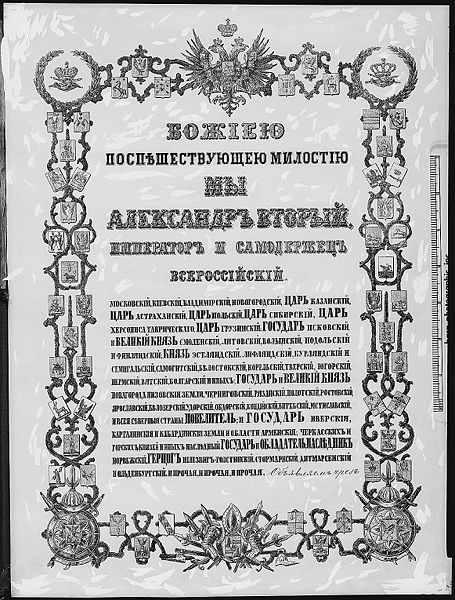 БОЖІЕЮ
ПОСПѢШЕСТВУЮЩЕЮ МИЛОСТІЮ
МЫ
АЛЕКСАНДРЪ ВТОРЫЙ,
ИМПЕРАТОРЪ И САМОДЕРЖЕЦЪ
ВСЕРОССІЙСКІЙ.
МОСКОВСКІЙ, КІЕВСКІЙ, ВЛАДИМІРСКІЙ, НОВОГОРОДСКІЙ, ЦАРЬ КАЗАНСКІЙ,
ЦАРЬ АСТРАХАНСКІЙ, ЦАРЬ ПОЛЬСКІЙ, ЦАРЬ СИБИРСКІЙ, ЦАРЬ
ХЕРСОНИСА ТАВРИЧЕСКАГО, ЦАРЬ ГРУЗИНСКІЙ, ГОСУДАРЬ ПСКОВСКІЙ
И ВЕЛИКІЙ КНЯЗЬ СМОЛЕНСКІЙ, ЛИТОВСКІЙ, ВОЛЫНСКІЙ, ПОДОЛЬСКІЙ
И ФИНЛЯНДСКІЙ, КНЯЗЬ ЭСТЛЯНДСКІЙ, ЛИФЛЯНДСКІЙ, КУРЛЯНДСКІЙ И
СЕМИГАЛЬСКІЙ, САМОГИТСКІЙ, БѢЛОСТОКСКІЙ, КОРЕЛЬСКІЙ, ТВЕРСКІЙ, ЮГОРСКІЙ,
ПЕРМСКІЙ, ВЯТСКІЙ, БОЛГАРСКІЙ И ИНЫХЪ; ГОСУДАРЬ И ВЕЛИКІЙ КНЯЗЬ
НОВАГОРОДА НИЗОВСКІЯ ЗЕМЛИ, ЧЕРНИГОВСКІЙ, РЯЗАНСКІЙ, ПОЛОТСКІЙ, РОСТОВСКІЙ,
ЯРОСЛАВСКІЙ, БѢЛООЗЕРСКІЙ, УДОРСКІЙ, ОБДОРСКІЙ, КОНДІЙСКІЙ, ВИТЕБСКІЙ, МСТИСЛАВСКІЙ,
И ВСЕЯ СѢВЕРНЫЯ СТРАНЫ ПОВЕЛИТЕЛЬ, И ГОСУДАРЬ ИВЕРСКІЯ,
КАРТАЛИНСКІЯ И КАБАРДИНСКІЯ ЗЕМЛИ И ОБЛАСТИ АРМЕНСКІЯ; ЧЕРКАССКИХЪ И
ГОРСКИХЪ КНЯЗЕЙ И ИНЫХЪ НАСЛѢДНЫЙ ГОСУДАРЬ И ОБЛАДАТЕЛЬ, НАСЛѢДНИКЪ
НОРВЕЖСКІЙ, ГЕРЦОГЪ ШЛЕЗВИГ-ГОЛСТИНСКІЙ, СТОРМАРНСКІЙ, ДИТМАРСЕНСКІЙ
И ОЛЬДЕНБУРГСКІЙ, И ПРОЧАЯ, И ПРОЧАЯ, И ПРОЧАЯ. Объявляемъ чрезъ